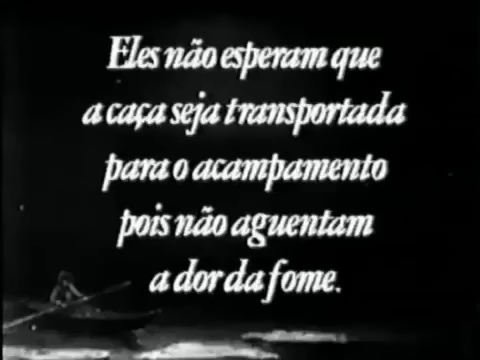 Eles não esperam que
a caça seja transportada
para o acampamento
pois não aguentam
a dor da fome.